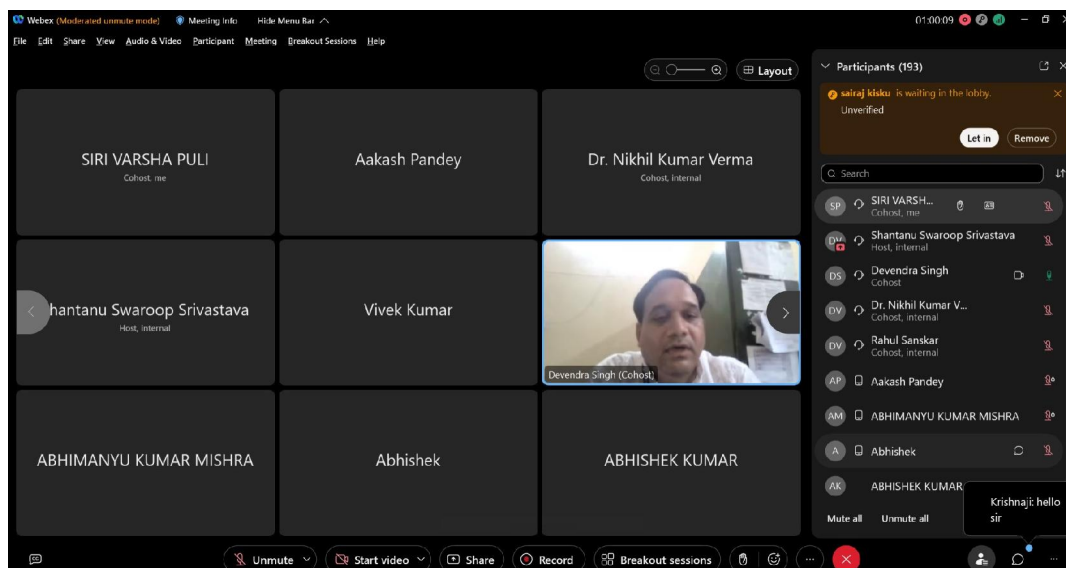 Webex (Moderated unmute mode) Meeting Info Hide Menu Bar 01:00:09
File Edit Share View Audio & Video Participant Meeting Breakout Sessions Help
Layout
SIRI VARSHA PULI
Cohost, me
Aakash Pandey
Dr. Nikhil Kumar Verma
Cohost, internal
hantanu Swaroop Srivastava
Host, internal
Vivek Kumar
Devendra Singh (Cohost)
ABHIMANYU KUMAR MISHRA
Abhishek
ABHISHEK KUMAR
Participants (193)
sairaj kisku is waiting in the lobby.
Unverified
Let in Remove
Search
SP SIRI VARSH...
Cohost, me
DV Shantanu Swaroop Srivastava
Host, internal
DS Devendra Singh
Cohost
DV Dr. Nikhil Kumar V...
Cohost, internal
DV Rahul Sanskar
Cohost, internal
AP Aakash Pandey
AM ABHIMANYU KUMAR MISHRA
A Abhishek
AK ABHISHEK KUMAR
Mute all Unmute all
Krishnaji: hello
sir
CC Unmute Start video Share Record Breakout sessions